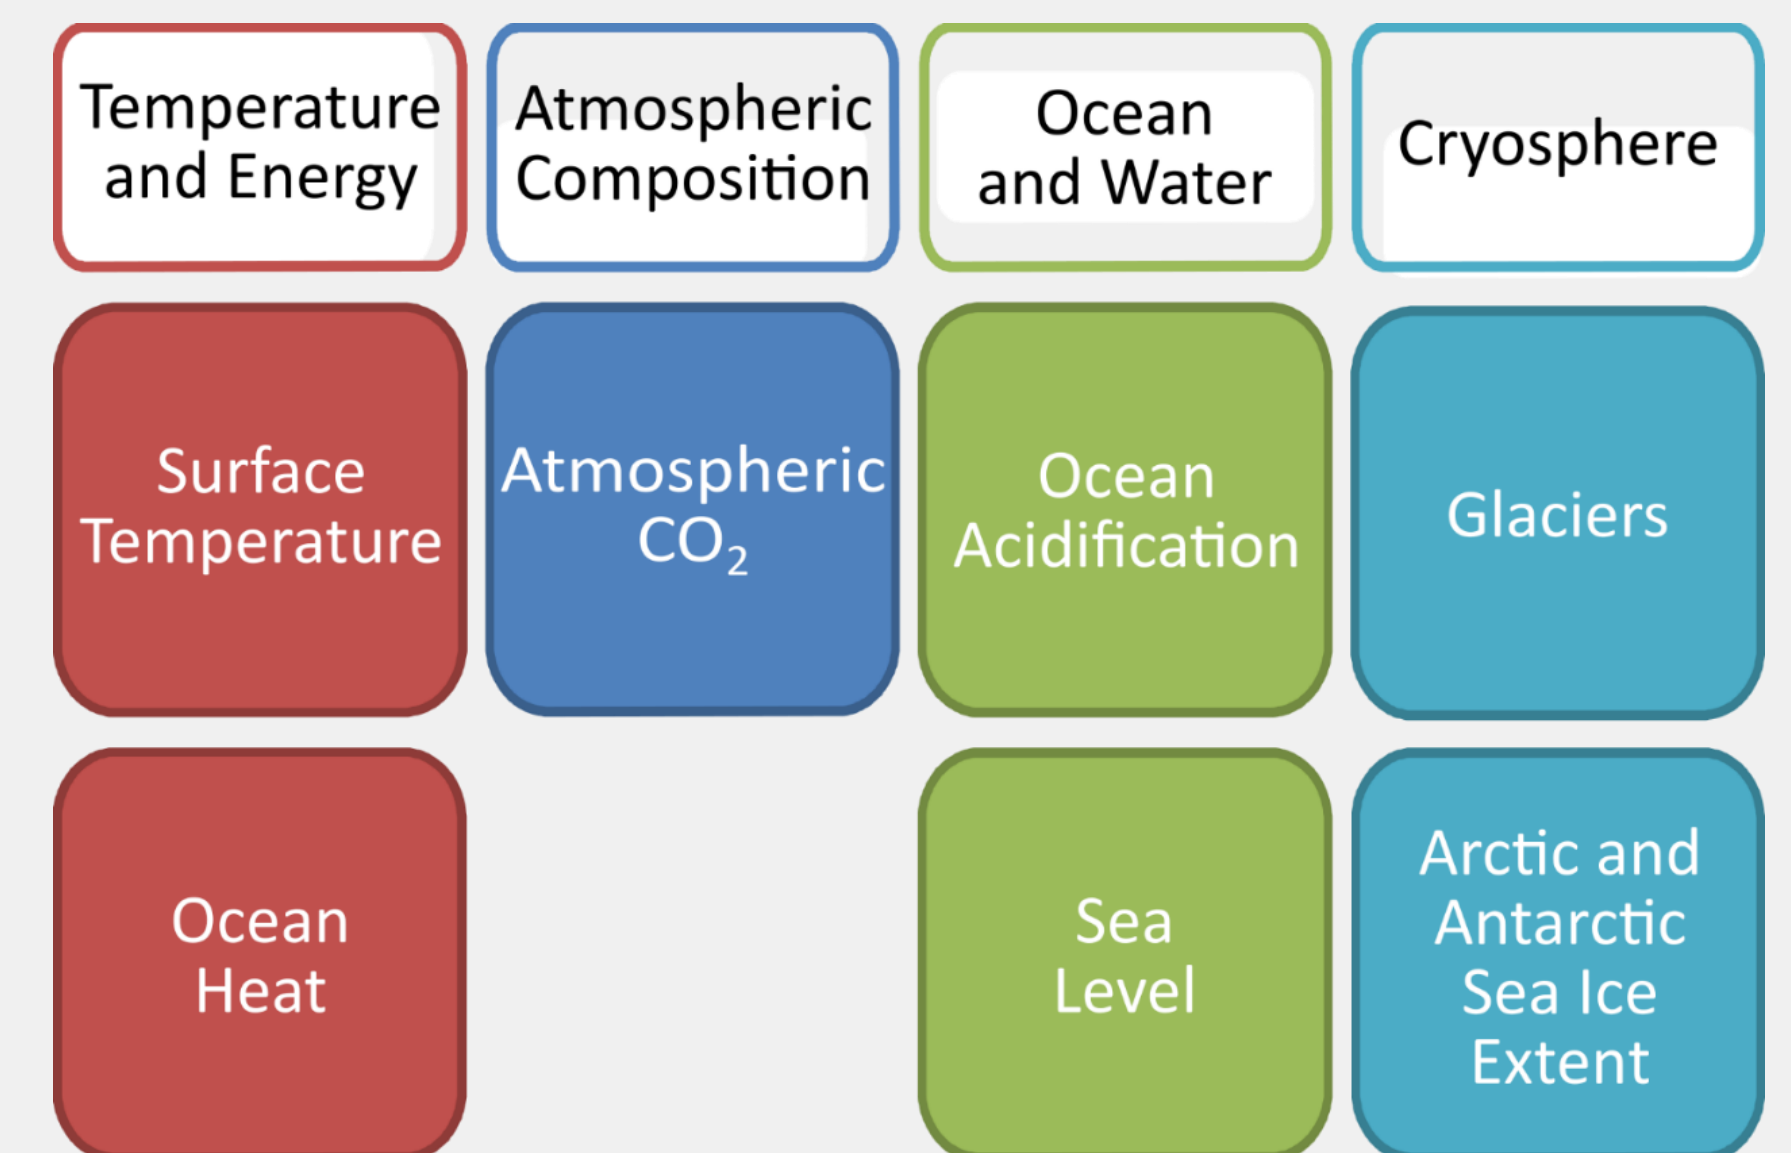 Temperature
and Energy
Atmospheric
Composition
Ocean
and Water
Cryosphere
Surface
Temperature
Atmospheric
CO₂
Ocean
Acidification
Glaciers
Ocean
Heat
Sea
Level
Arctic and
Antarctic
Sea Ice
Extent